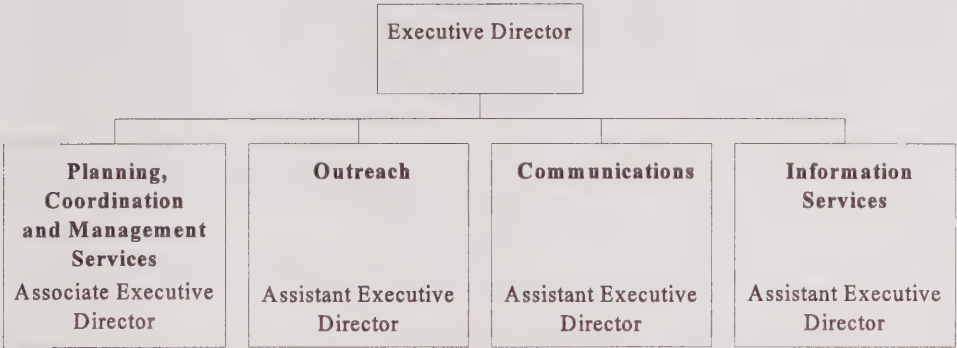 Executive Director
Planning,
Coordination
and Management
Services
Associate Executive
Director
Outreach
Assistant Executive
Director
Communications
Assistant Executive
Director
Information
Services
Assistant Executive
Director